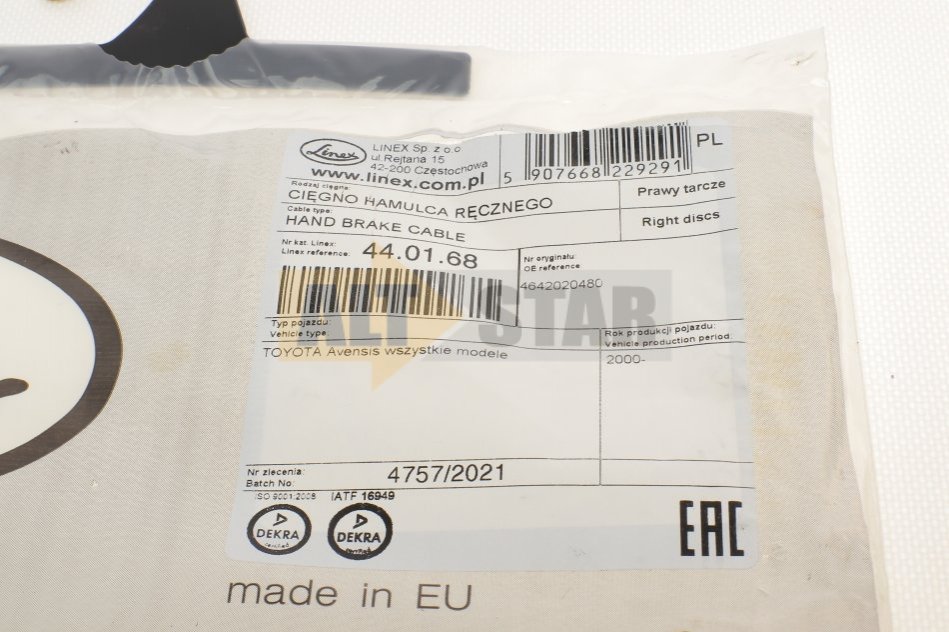 Linex
LINEX Sp. z o.o
ul.Rejtana 15
42-200 Częstochowa
www.linex.com.pl
5 907668 229291
PL
Rodzaj cięgna:
CIĘGNO HAMULCA RĘCZNEGO
Prawy tarcze
Cable type:
HAND BRAKE CABLE
Right discs
Nr kat. Linex:
Linex reference:
44.01.68
Nr oryginału:
OE reference
4642020480
ALT STAR
Typ pojazdu:
Vehicle type:
TOYOTA Avensis wszystkie modele
Rok produkcji pojazdu:
Vehicle production period:
2000-
Nr zlecenia:
Batch No:
4757/2021
ISO 9001:2008
IATF 16949
DEKRA
DEKRA
EAC
made in EU